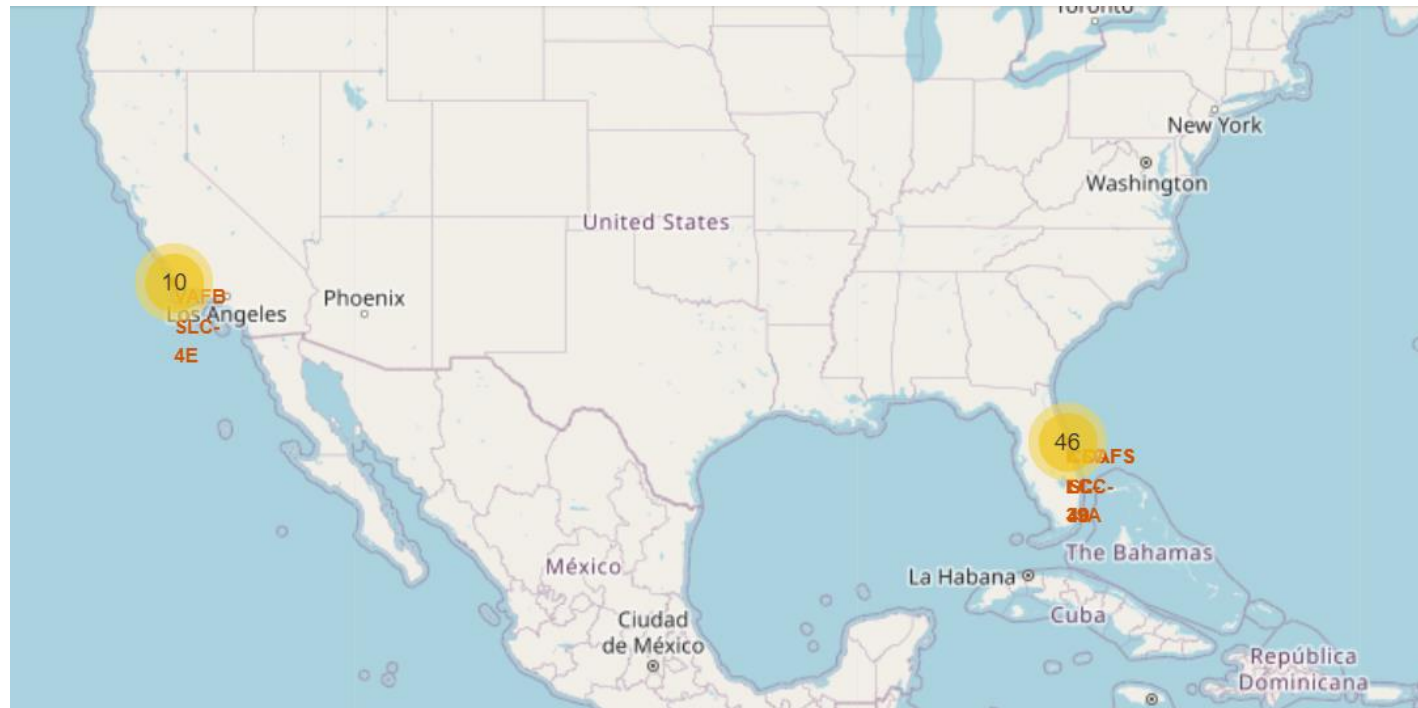 Toronto
New York
Washington
United States
10
VAFB
SLC-
4E
Los Angeles
Phoenix
46
The Bahamas
La Habana
México
Cuba
Ciudad
de México
República
Dominicana